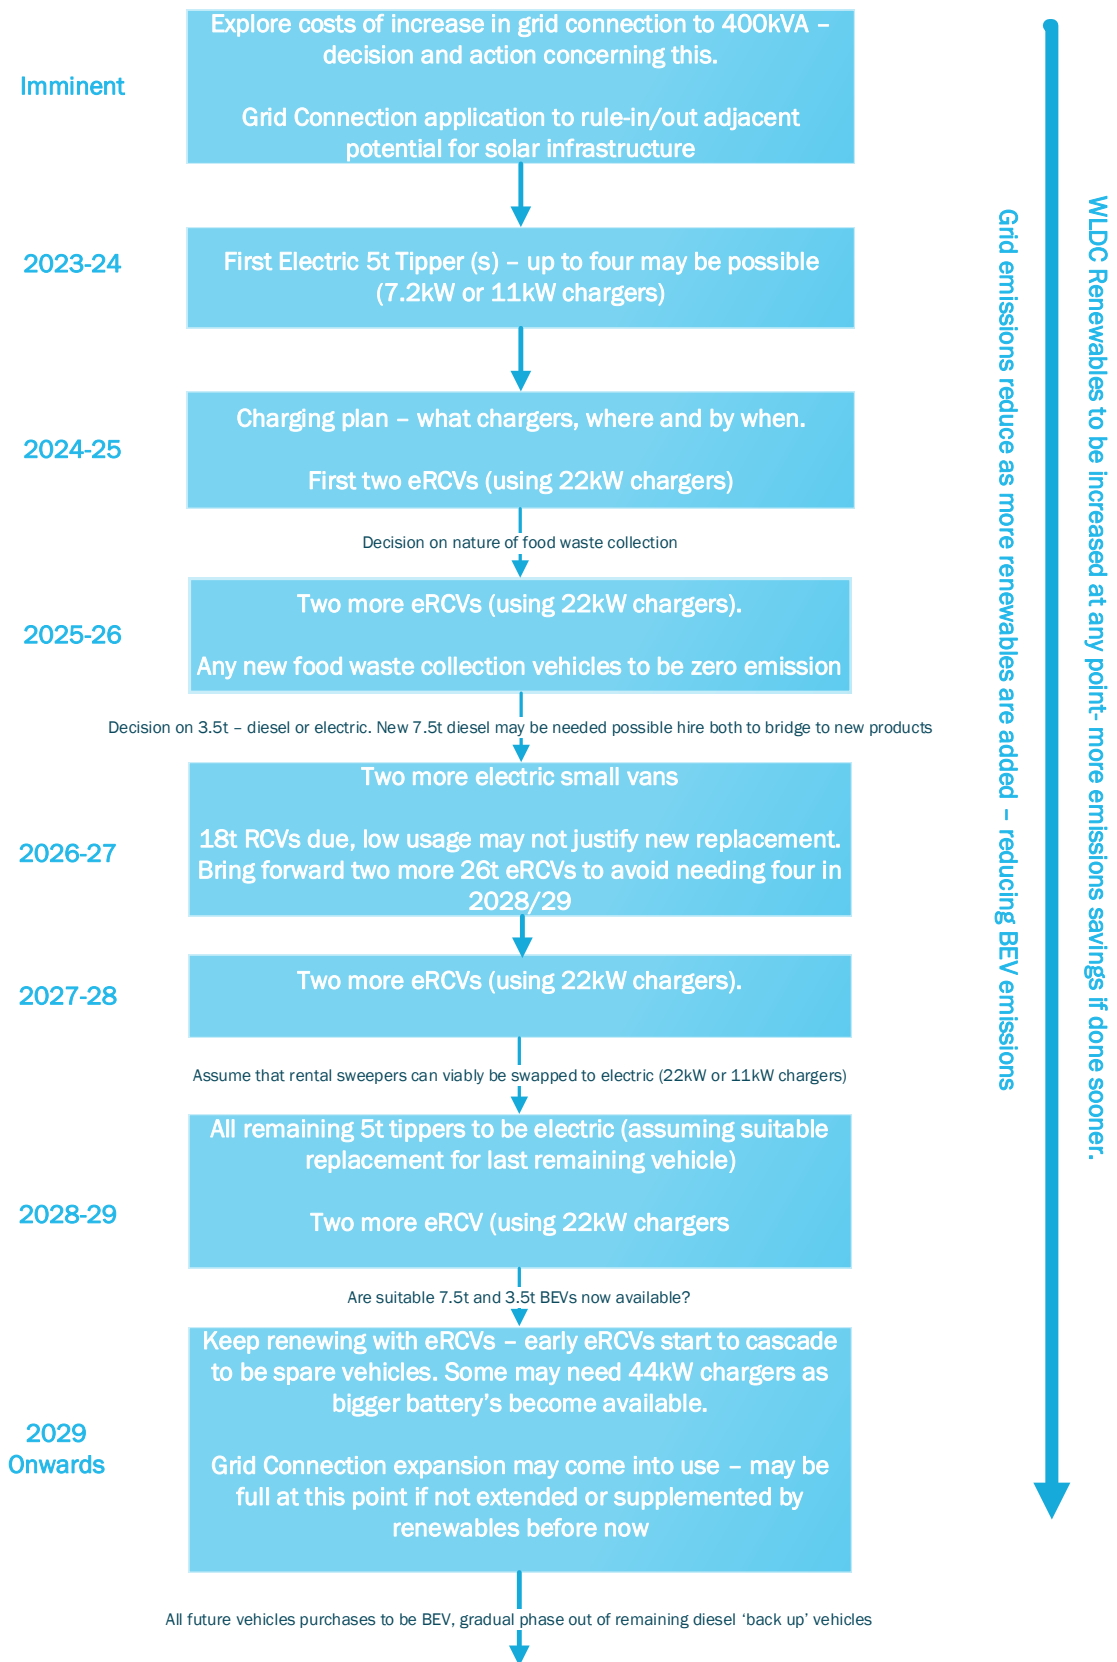 Explore costs of increase in grid connection to 400kVA –
decision and action concerning this.
Imminent
Grid Connection application to rule-in/out adjacent
potential for solar infrastructure
2023-24
First Electric 5t Tipper (s) – up to four may be possible
(7.2kW or 11kW chargers)
2024-25
Charging plan – what chargers, where and by when.
First two eRCVs (using 22kW chargers)
Decision on nature of food waste collection
2025-26
Two more eRCVs (using 22kW chargers).
Any new food waste collection vehicles to be zero emission
Decision on 3.5t – diesel or electric. New 7.5t diesel may be needed possible hire both to bridge to new products
2026-27
Two more electric small vans
18t RCVs due, low usage may not justify new replacement.
Bring forward two more 26t eRCVs to avoid needing four in
2028/29
2027-28
Two more eRCVs (using 22kW chargers).
Assume that rental sweepers can viably be swapped to electric (22kW or 11kW chargers)
2028-29
All remaining 5t tippers to be electric (assuming suitable
replacement for last remaining vehicle)
Two more eRCV (using 22kW chargers
Are suitable 7.5t and 3.5t BEVs now available?
2029
Onwards
Keep renewing with eRCVs – early eRCVs start to cascade
to be spare vehicles. Some may need 44kW chargers as
bigger battery’s become available.
Grid Connection expansion may come into use – may be
full at this point if not extended or supplemented by
renewables before now
All future vehicles purchases to be BEV, gradual phase out of remaining diesel ‘back up’ vehicles
Grid emissions reduce as more renewables are added – reducing BEV emissions
WLDC Renewables to be increased at any point- more emissions savings if done sooner.